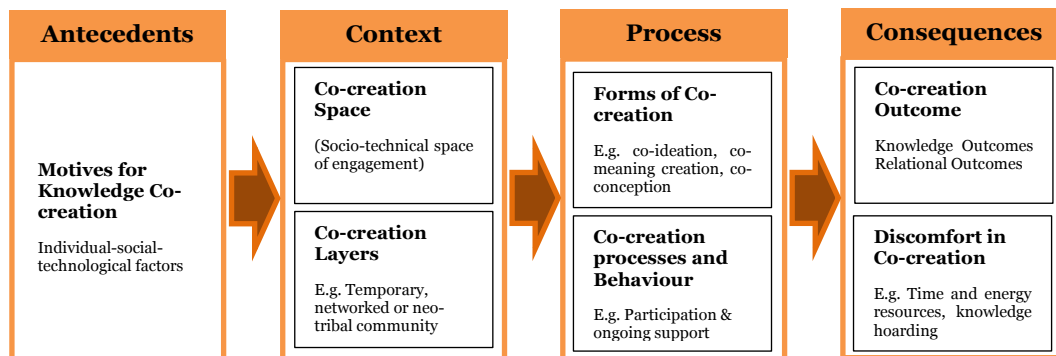 Antecedents
Motives for
Knowledge Co-
creation
Individual-social-
technological factors
Context
Co-creation
Space
(Socio-technical space
of engagement)
Co-creation
Layers
E.g. Temporary,
networked or neo-
tribal community
Process
Forms of Co-
creation
E.g. co-ideation, co-
meaning creation, co-
conception
Co-creation
processes and
Behaviour
E.g. Participation &
ongoing support
Consequences
Co-creation
Outcome
Knowledge Outcomes
Relational Outcomes
Discomfort in
Co-creation
E.g. Time and energy
resources, knowledge
hoarding